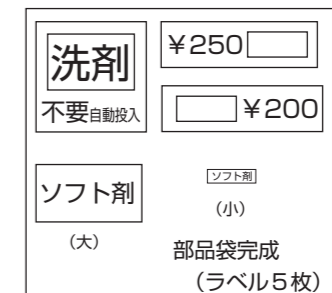 洗剤
不要自動投入
￥250
￥200
ソフト剤
（大）
ソフト剤
（小）
部品袋完成
（ラベル５枚）